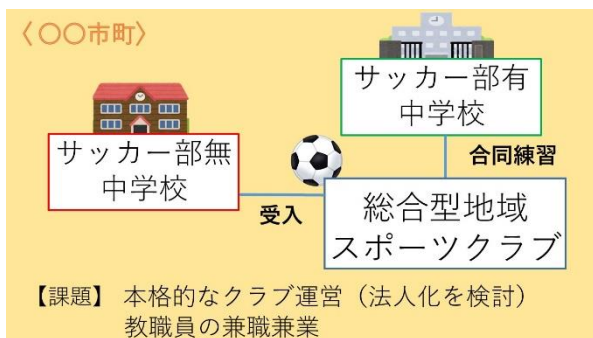 〈〇〇市町〉
サッカー部有
中学校
サッカー部無
中学校
合同練習
受入
総合型地域
スポーツクラブ
【課題】 本格的なクラブ運営（法人化を検討）
教職員の兼職兼業